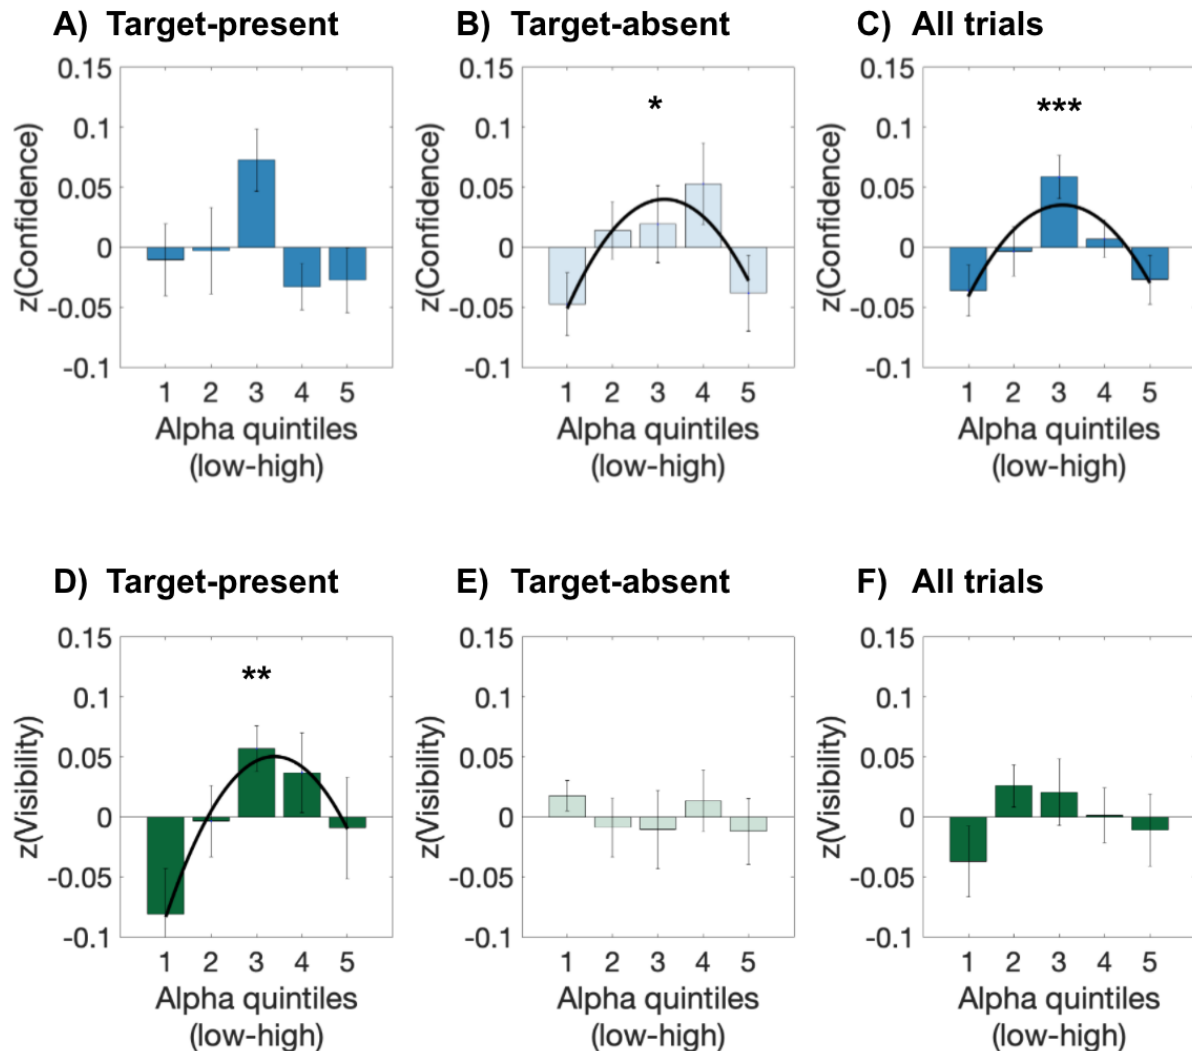 A) Target-present
B) Target-absent
C) All trials
0.15
0.1
0.05
0
-0.05
-0.1
z(Confidence)
1 2 3 4 5
Alpha quintiles
(low-high)
0.15
0.1
0.05
0
-0.05
-0.1
z(Confidence)
*
1 2 3 4 5
Alpha quintiles
(low-high)
0.15
0.1
0.05
0
-0.05
-0.1
z(Confidence)
***
1 2 3 4 5
Alpha quintiles
(low-high)
D) Target-present
E) Target-absent
F) All trials
0.15
0.1
0.05
0
-0.05
-0.1
z(Visibility)
**
1 2 3 4 5
Alpha quintiles
(low-high)
0.15
0.1
0.05
0
-0.05
-0.1
z(Visibility)
1 2 3 4 5
Alpha quintiles
(low-high)
0.15
0.1
0.05
0
-0.05
-0.1
z(Visibility)
1 2 3 4 5
Alpha quintiles
(low-high)